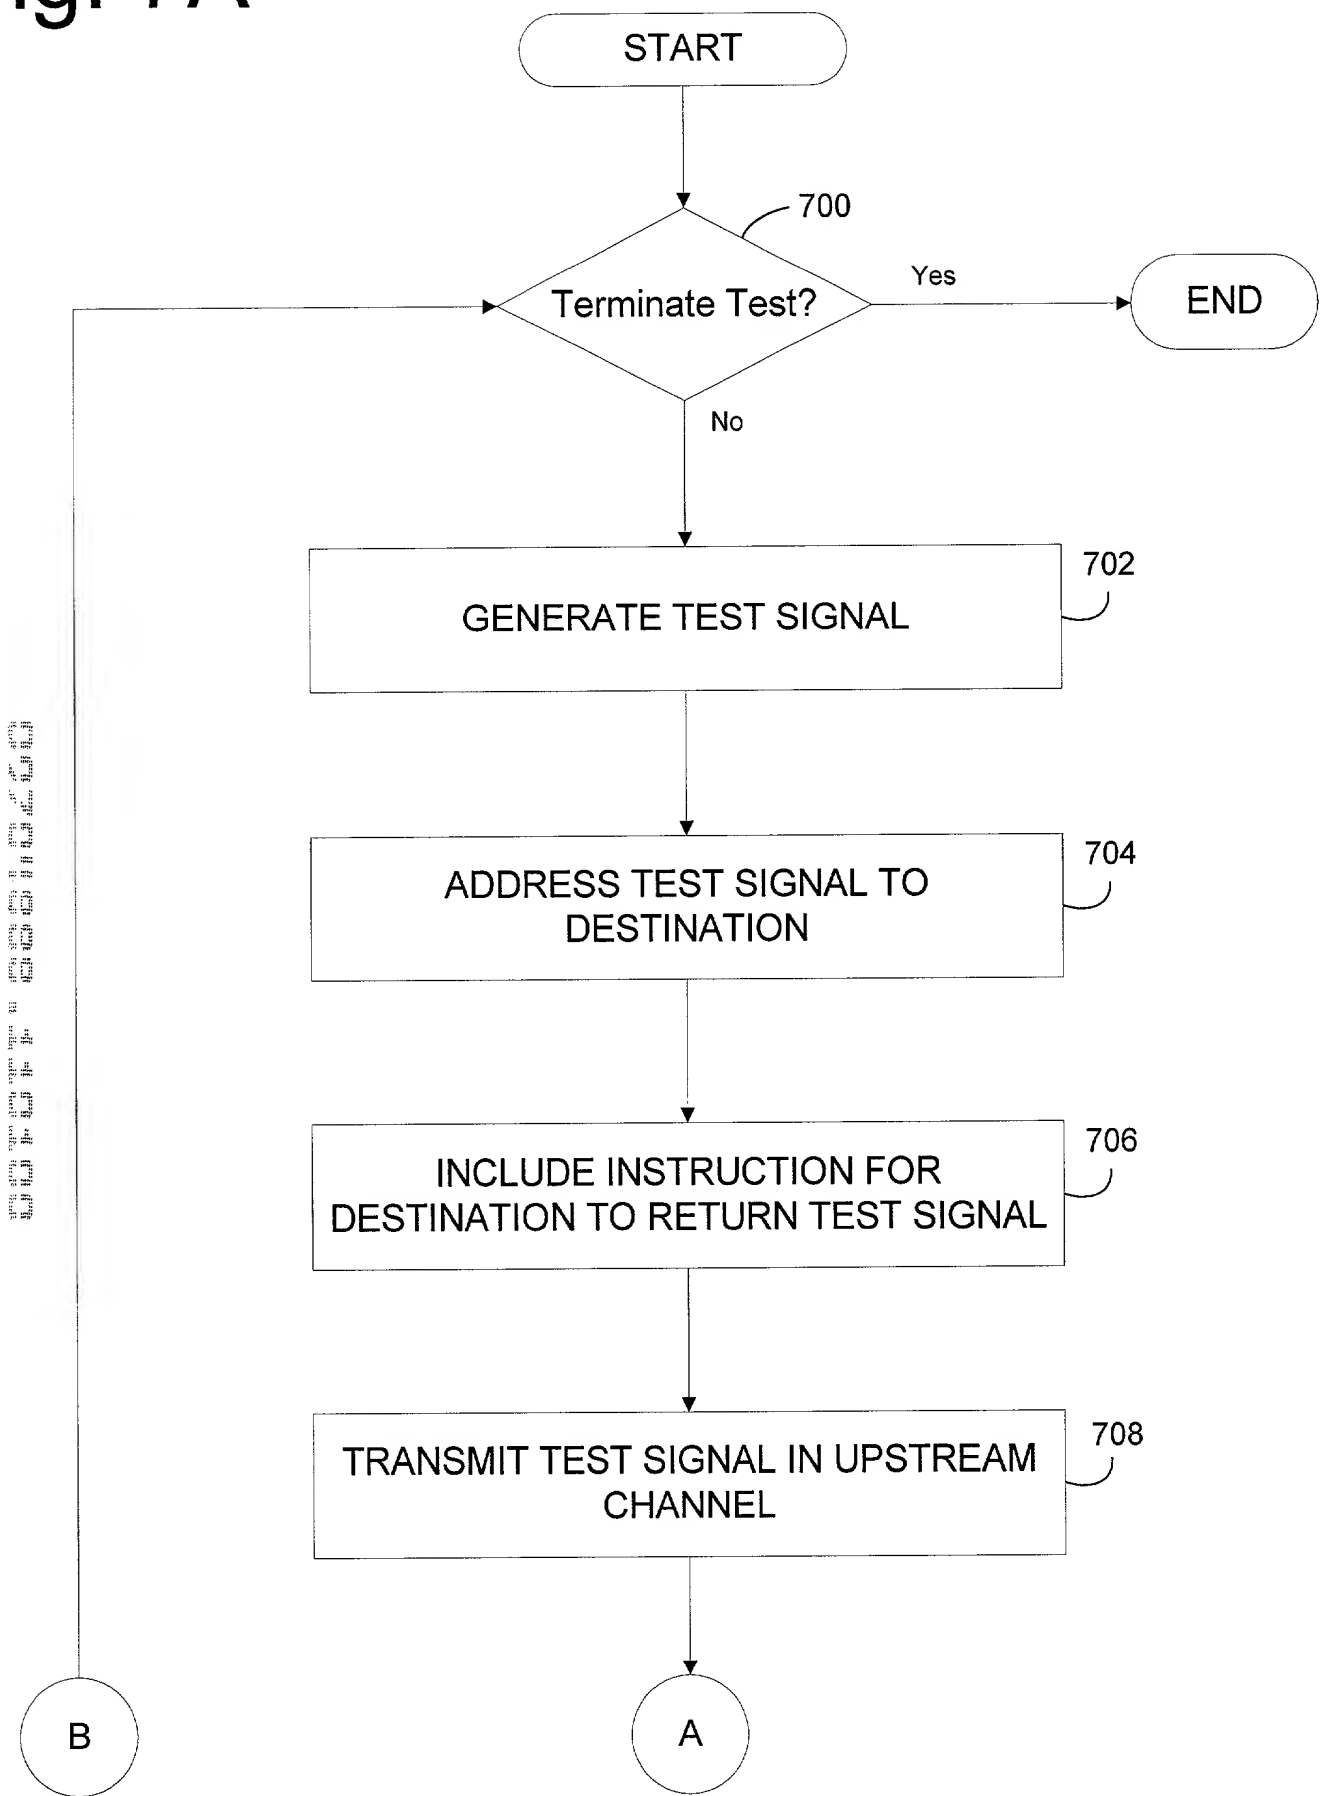 START
700
Terminate Test?
Yes
END
No
702
GENERATE TEST SIGNAL
704
ADDRESS TEST SIGNAL TO
DESTINATION
706
INCLUDE INSTRUCTION FOR
DESTINATION TO RETURN TEST SIGNAL
708
TRANSMIT TEST SIGNAL IN UPSTREAM
CHANNEL
B
A